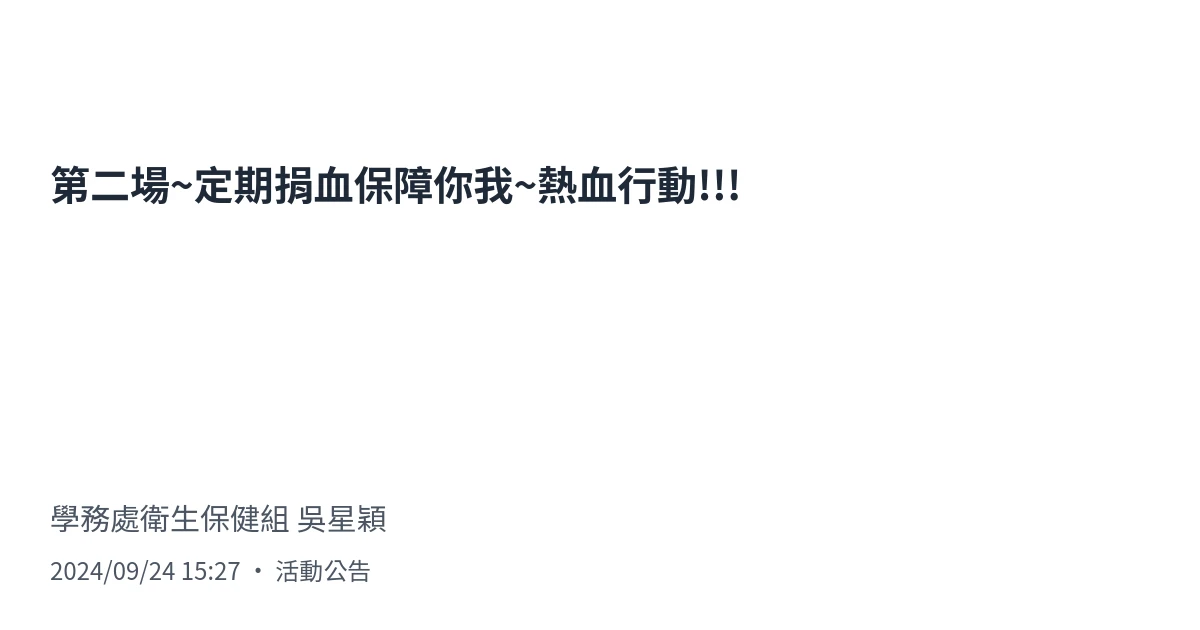 第二場~定期捐血保障你我~熱血行動!!!
學務處衛生保健組 吳星穎
2024/09/24 15:27 • 活動公告